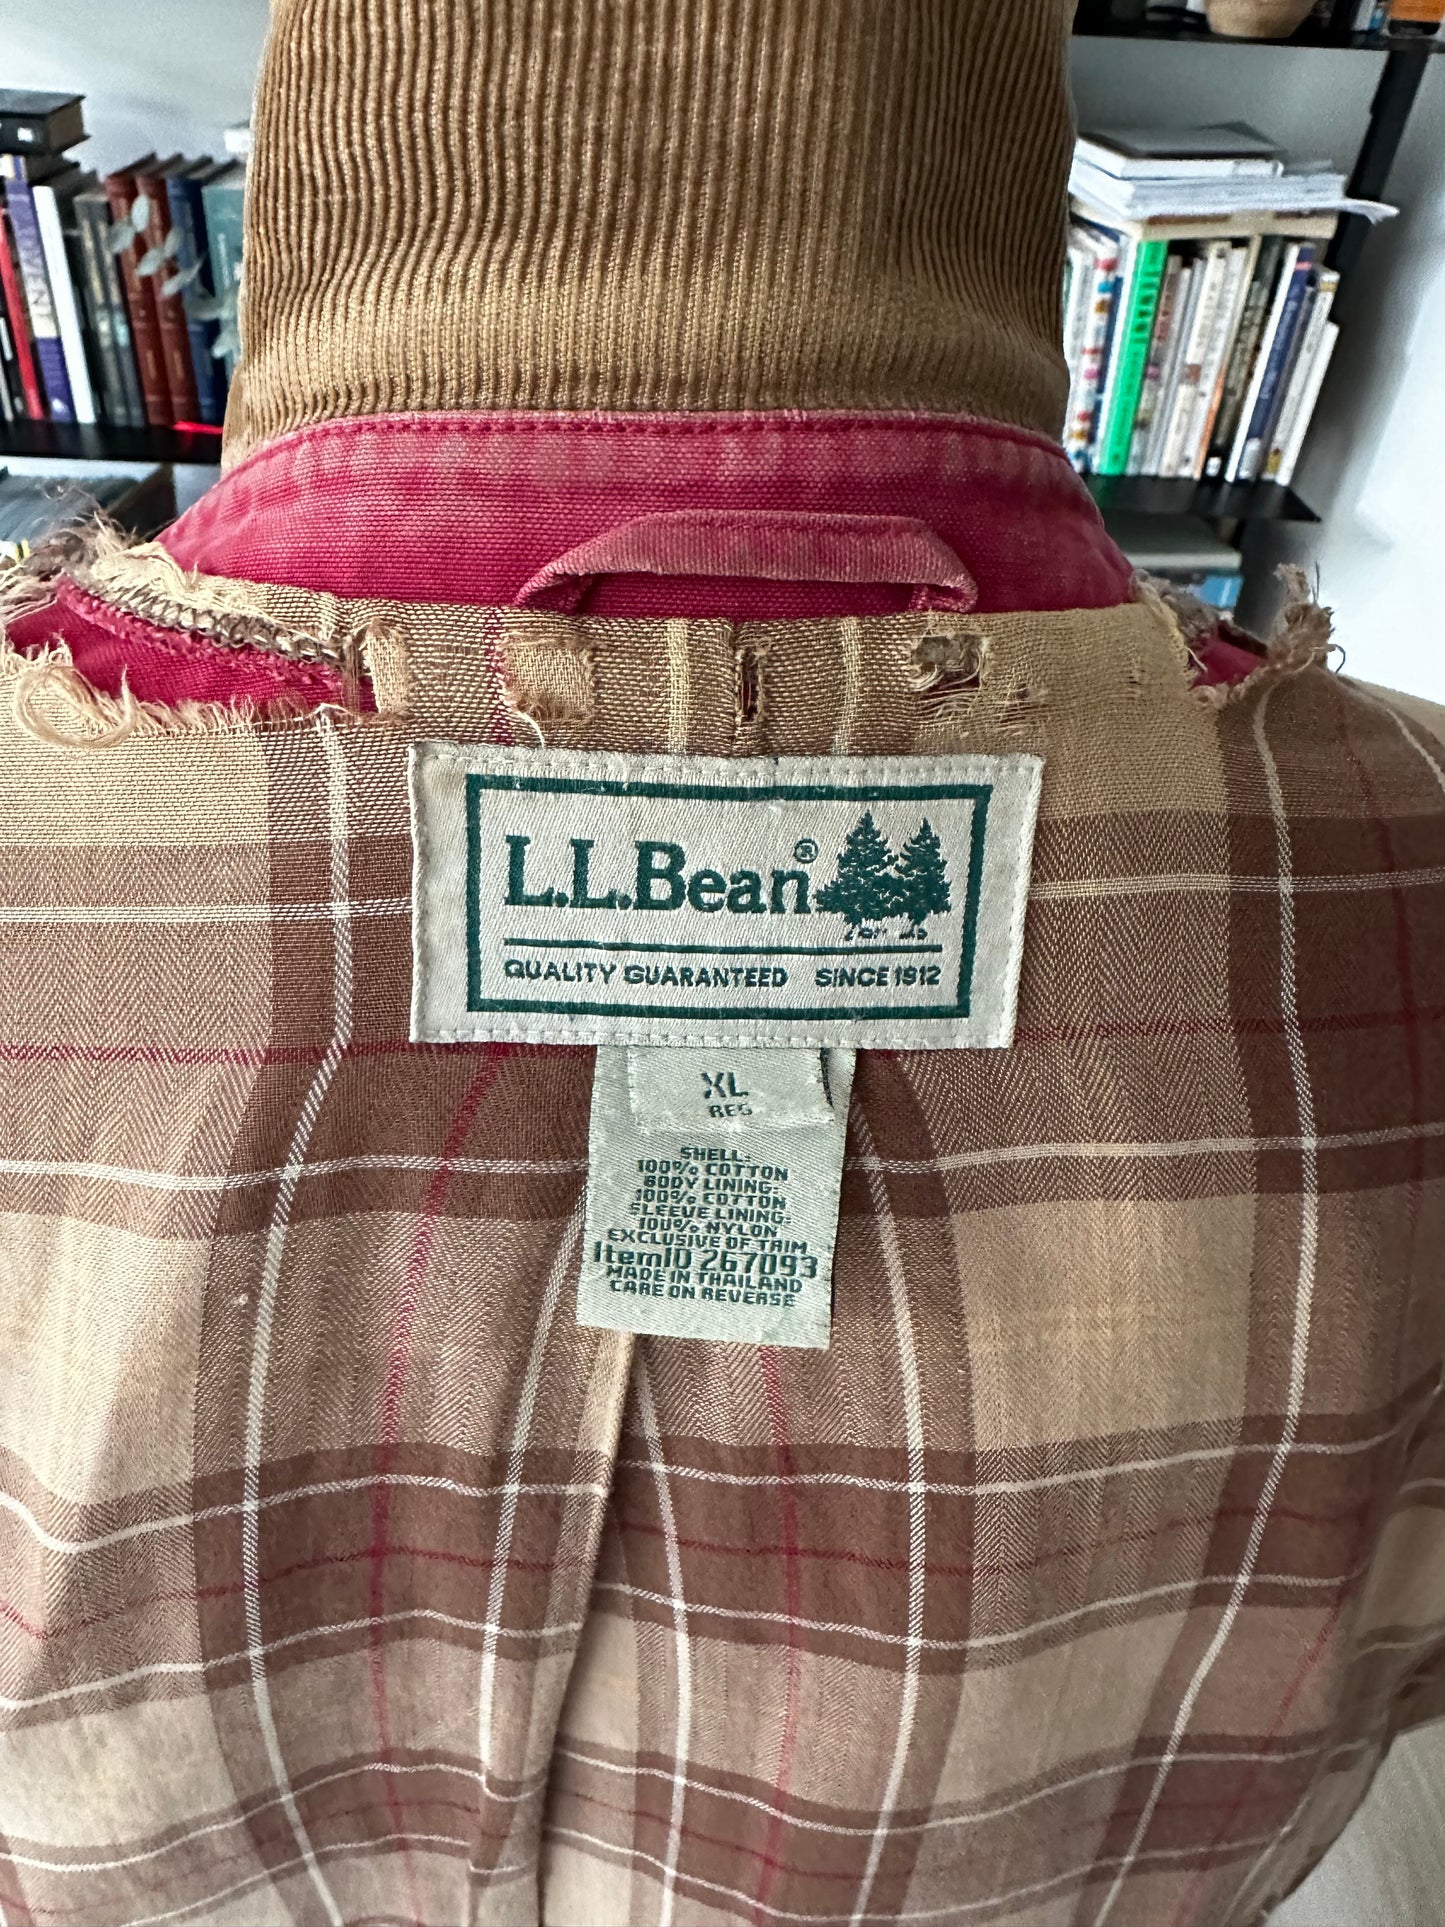 L.L.Bean®
QUALITY GUARANTEED SINCE 1912
XL
REG
SHELL:
100% COTTON
BODY LINING:
100% COTTON
SLEEVE LINING:
100% NYLON
EXCLUSIVE OF TRIM
ItemID 267093
MADE IN THAILAND
CARE ON REVERSE